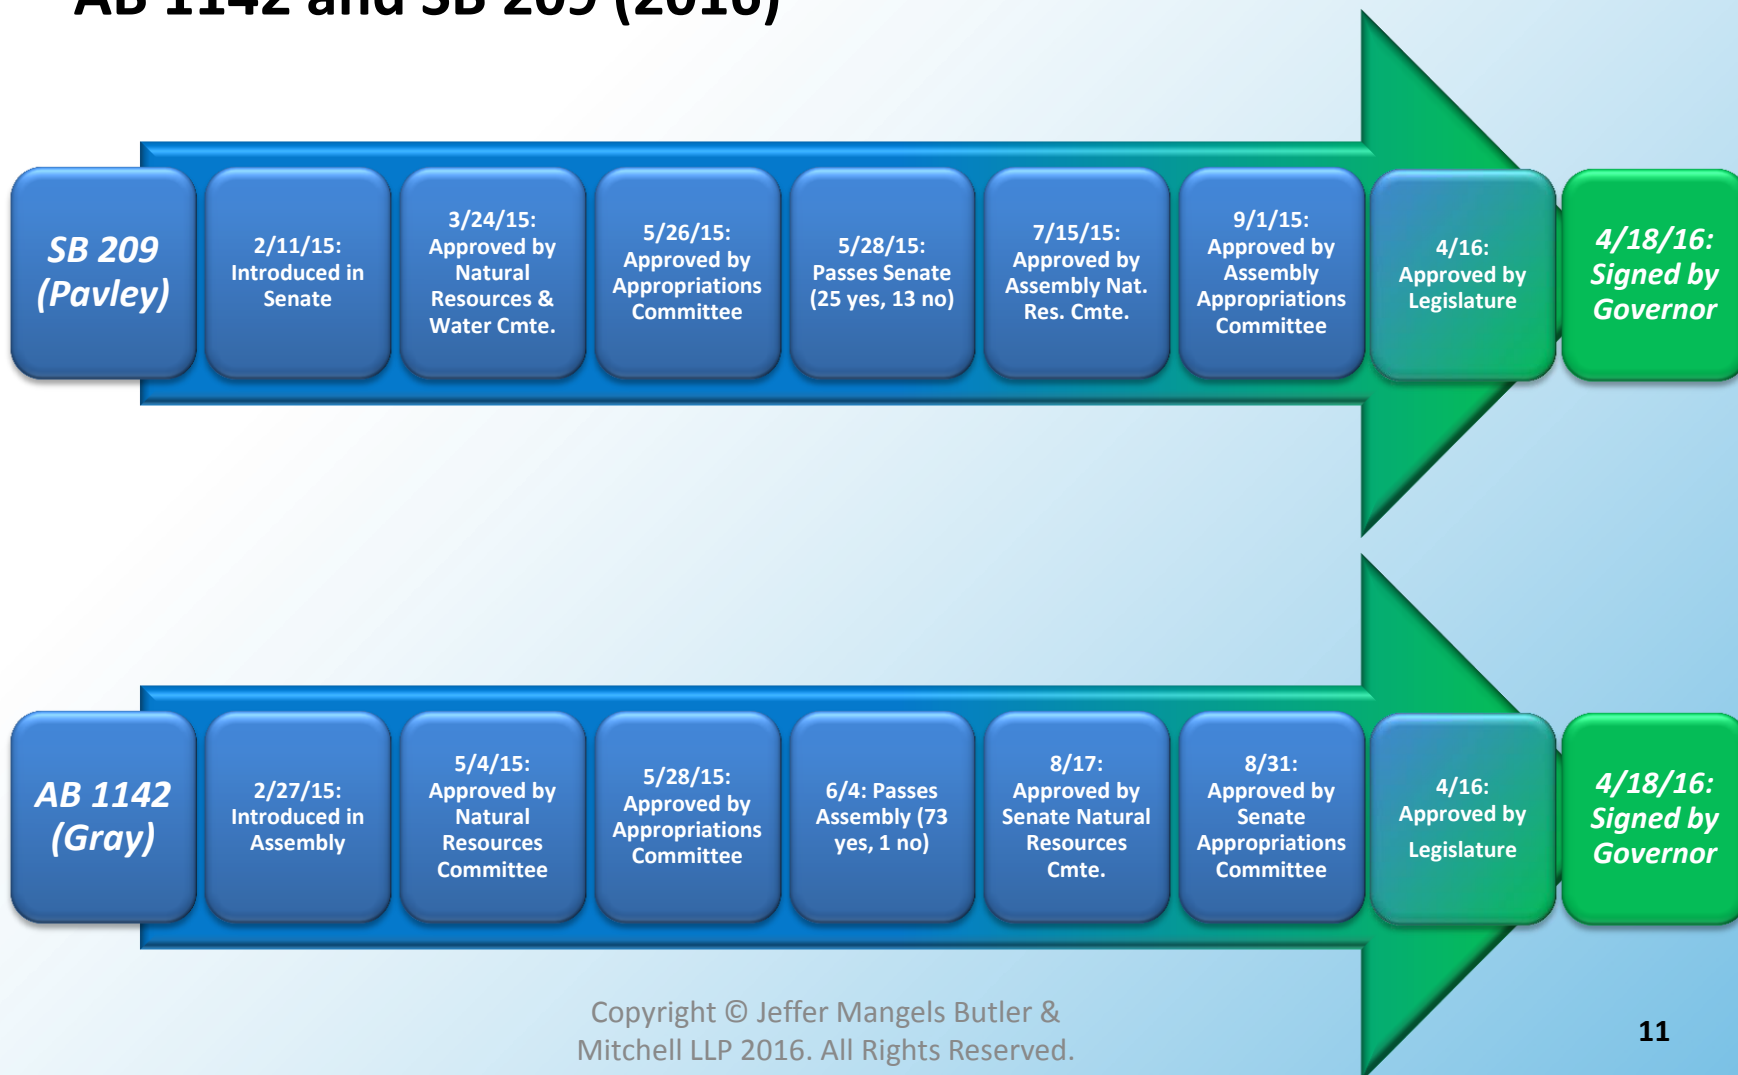 AB 1142 and SB 209 (2016)
SB 209
(Pavley)
2/11/15:
Introduced in
Senate
3/24/15:
Approved by
Natural
Resources &
Water Cmte.
5/26/15:
Approved by
Appropriations
Committee
5/28/15:
Passes Senate
(25 yes, 13 no)
7/15/15:
Approved by
Assembly Nat.
Res. Cmte.
9/1/15:
Approved by
Assembly
Appropriations
Committee
4/16:
Approved by
Legislature
4/18/16:
Signed by
Governor
AB 1142
(Gray)
2/27/15:
Introduced in
Assembly
5/4/15:
Approved by
Natural
Resources
Committee
5/28/15:
Approved by
Appropriations
Committee
6/4: Passes
Assembly (73
yes, 1 no)
8/17:
Approved by
Senate Natural
Resources
Cmte.
8/31:
Approved by
Senate
Appropriations
Committee
4/16:
Approved by
Legislature
4/18/16:
Signed by
Governor
Copyright © Jeffer Mangels Butler &
Mitchell LLP 2016. All Rights Reserved.
11